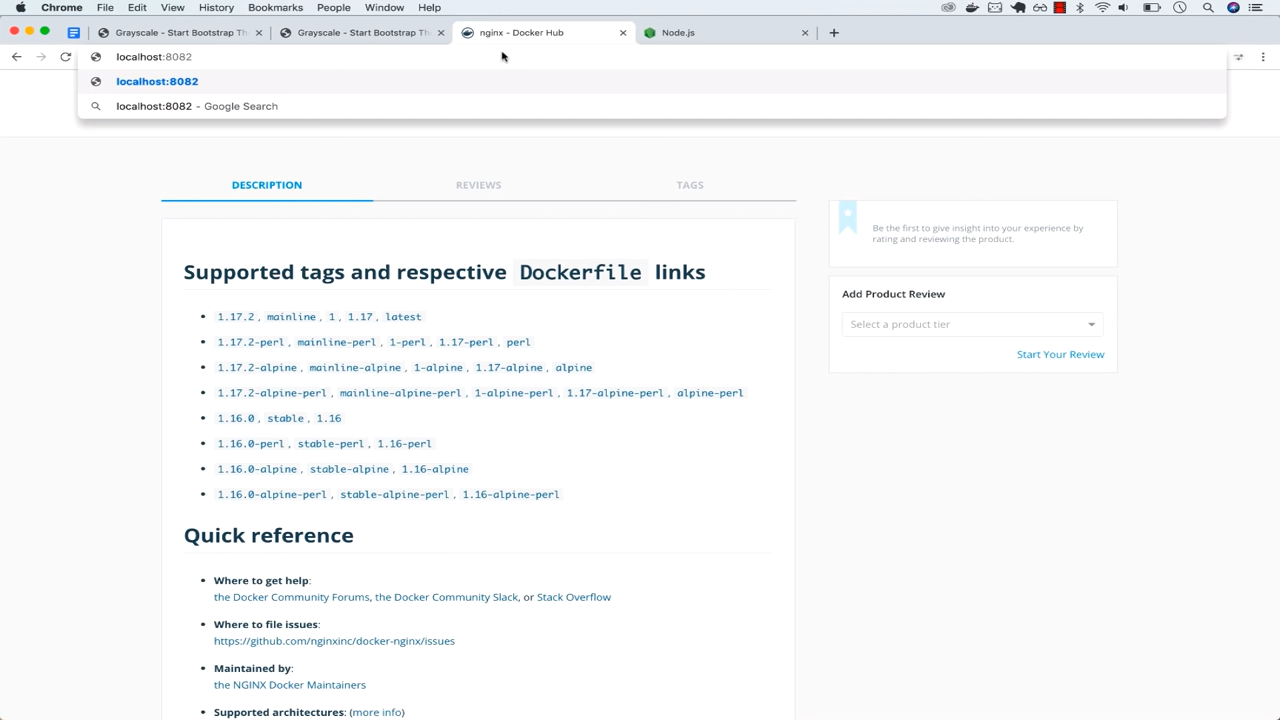 Chrome File Edit View History Bookmarks People Window Help
Grayscale - Start Bootstrap Th
Grayscale - Start Bootstrap Th
nginx - Docker Hub
Node.js
localhost:8082
localhost:8082
localhost:8082 - Google Search
DESCRIPTION REVIEWS TAGS
Be the first to give insight into your experience by
rating and reviewing the product.
Add Product Review
Select a product tier
Start Your Review
Supported tags and respective Dockerfile links
• 1.17.2, mainline, 1, 1.17, latest
• 1.17.2-perl, mainline-perl, 1-perl, 1.17-perl, perl
• 1.17.2-alpine, mainline-alpine, 1-alpine, 1.17-alpine, alpine
• 1.17.2-alpine-perl, mainline-alpine-perl, 1-alpine-perl, 1.17-alpine-perl, alpine-perl
• 1.16.0, stable, 1.16
• 1.16.0-perl, stable-perl, 1.16-perl
• 1.16.0-alpine, stable-alpine, 1.16-alpine
• 1.16.0-alpine-perl, stable-alpine-perl, 1.16-alpine-perl
Quick reference
• Where to get help:
the Docker Community Forums, the Docker Community Slack, or Stack Overflow
• Where to file issues:
https://github.com/nginxinc/docker-nginx/issues
• Maintained by:
the NGINX Docker Maintainers
• Supported architectures: (more info)